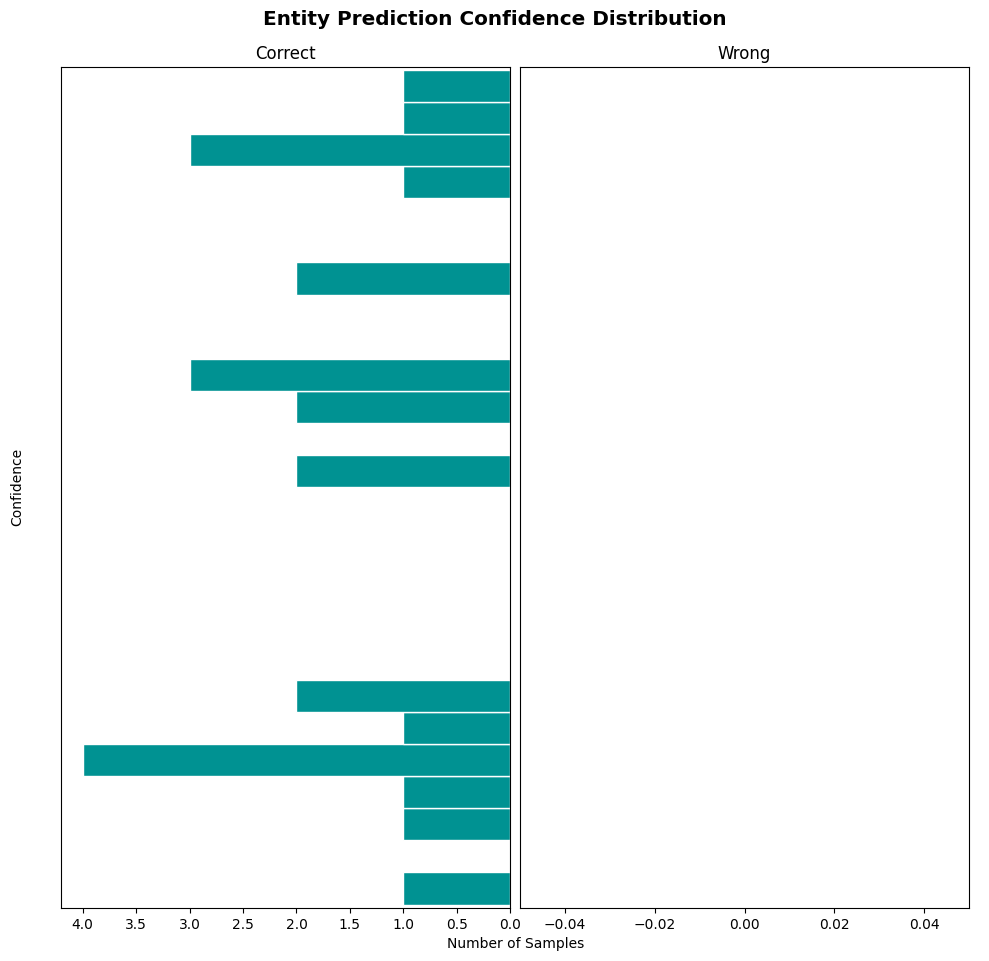 Entity Prediction Confidence Distribution
Correct
Wrong
Confidence
4.0 3.5 3.0 2.5 2.0 1.5 1.0 0.5 0.0
−0.04 −0.02 0.00 0.02 0.04
Number of Samples